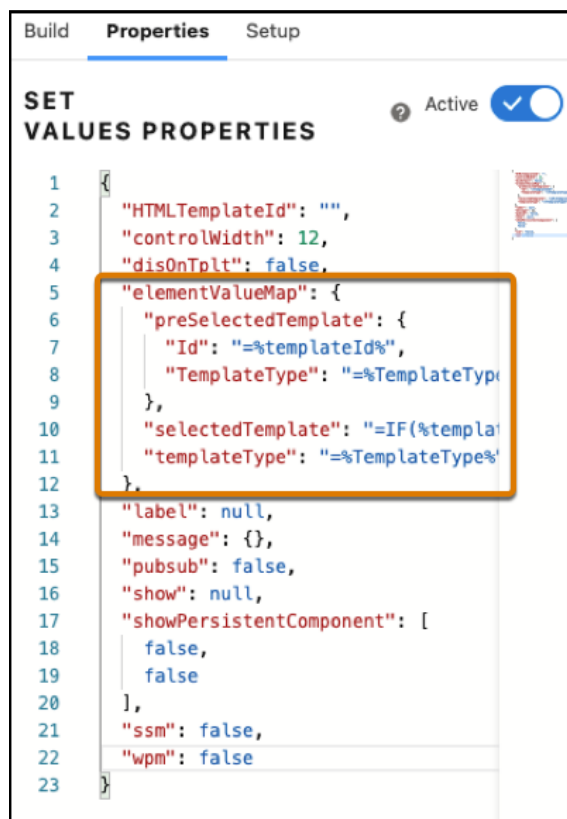 Build Properties Setup
SET
VALUES PROPERTIES
? Active
1 {
2 "HTMLTemplateId": "",
3 "controlWidth": 12,
4 "disOnTplt": false,
5 "elementValueMap": {
6 "preSelectedTemplate": {
7 "Id": "=%templateId%",
8 "TemplateType": "=%TemplateType
9 },
10 "selectedTemplate": "=IF(%templat
11 "templateType": "=%TemplateType%"
12 },
13 "label": null,
14 "message": {},
15 "pubsub": false,
16 "show": null,
17 "showPersistentComponent": [
18 false,
19 false
20 ],
21 "ssm": false,
22 "wpm": false
23 }